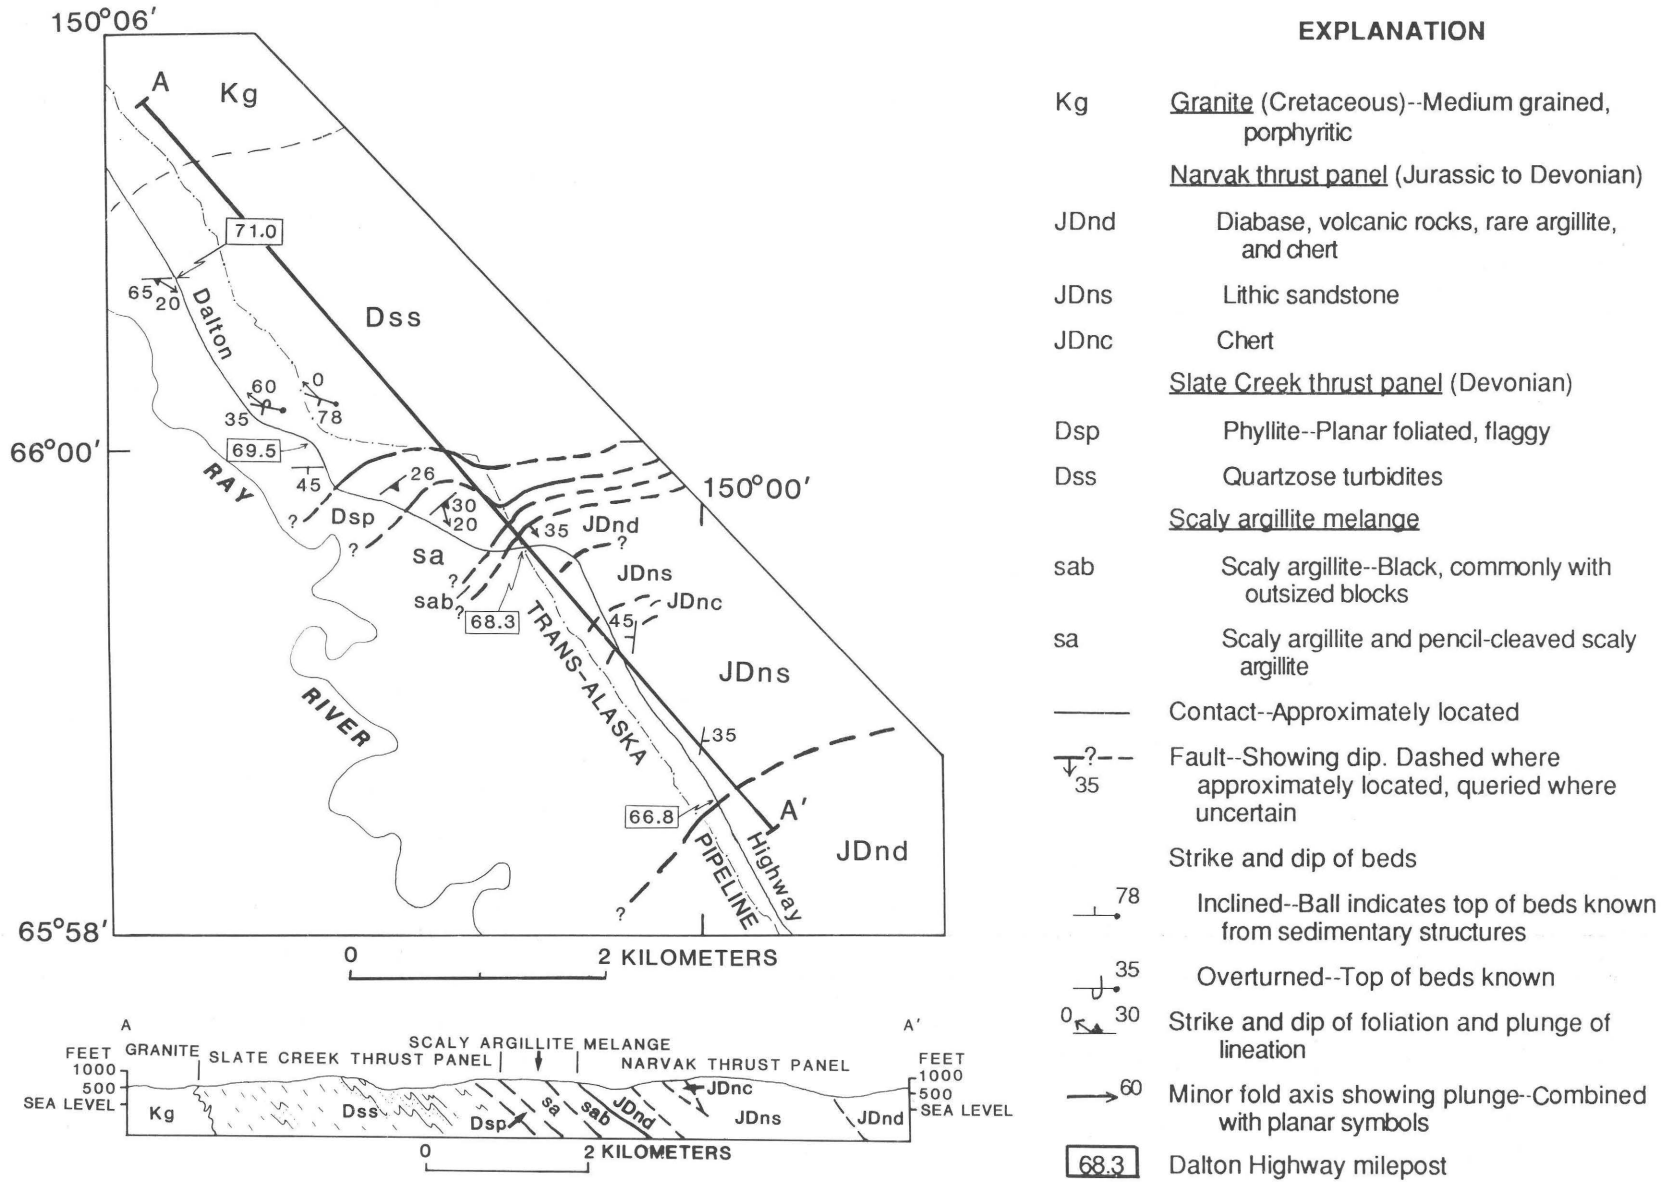 150°06′
A
Kg
71.0
65
20
Dalton
Dss
60
0
35
78
66°00′
69.5
45
26
150°00′
RAY
Dsp
30
20
35
JDnd
?
?
?
sa
JDns
?
sab
?
JDnc
68.3
45
TRANS-ALASKA
JDns
RIVER
35
66.8
A′
JDnd
PIPELINE
Highway
?
65°58′
0 2 KILOMETERS
A A′
SCALY ARGILLITE MELANGE
FEET GRANITE SLATE CREEK THRUST PANEL NARVAK THRUST PANEL FEET
1000 1000
500 500
SEA LEVEL SEA LEVEL
Kg Dss Dsp sa sab JDnd JDnc JDns JDnd
0 2 KILOMETERS
EXPLANATION
Kg Granite (Cretaceous)--Medium grained,
porphyritic
Narvak thrust panel (Jurassic to Devonian)
JDnd Diabase, volcanic rocks, rare argillite,
and chert
JDns Lithic sandstone
JDnc Chert
Slate Creek thrust panel (Devonian)
Dsp Phyllite--Planar foliated, flaggy
Dss Quartzose turbidites
Scaly argillite melange
sab Scaly argillite--Black, commonly with
outsized blocks
sa Scaly argillite and pencil-cleaved scaly
argillite
Contact--Approximately located
? Fault--Showing dip. Dashed where
35 approximately located, queried where
uncertain
Strike and dip of beds
78 Inclined--Ball indicates top of beds known
from sedimentary structures
35 Overturned--Top of beds known
0 30 Strike and dip of foliation and plunge of
lineation
60 Minor fold axis showing plunge--Combined
with planar symbols
68.3 Dalton Highway milepost